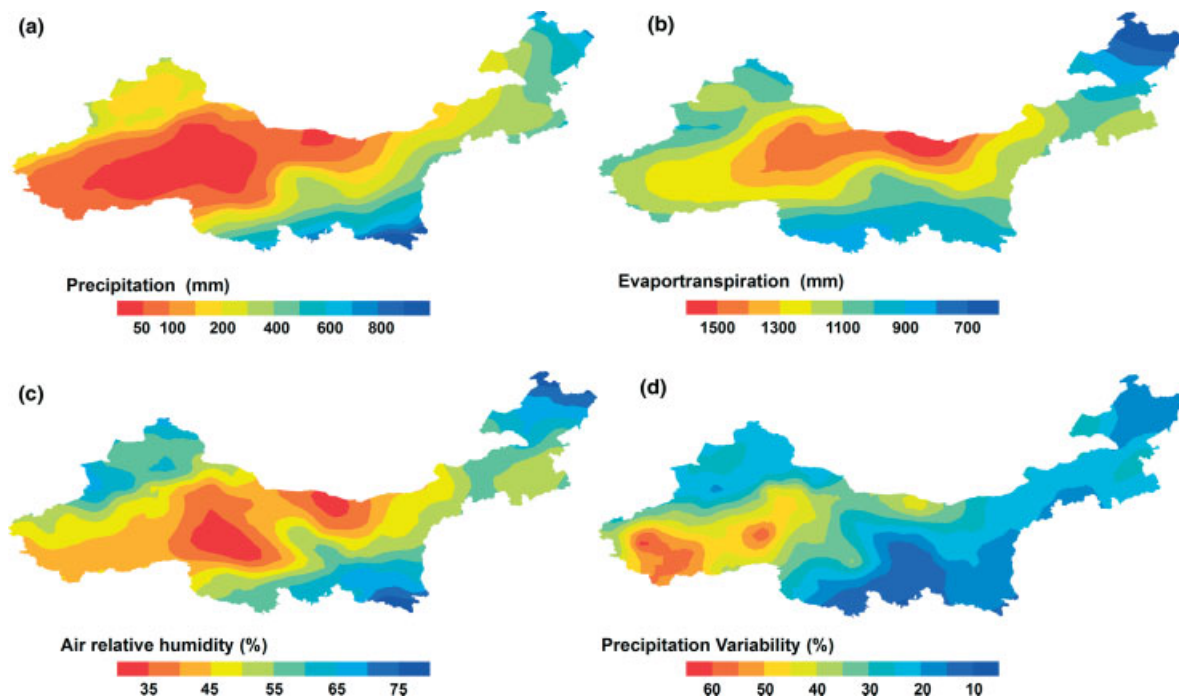 (a)
(b)
Precipitation (mm)
50 100 200 400 600 800
Evaportranspiration (mm)
1500 1300 1100 900 700
(c)
(d)
Air relative humidity (%)
35 45 55 65 75
Precipitation Variability (%)
60 50 40 30 20 10